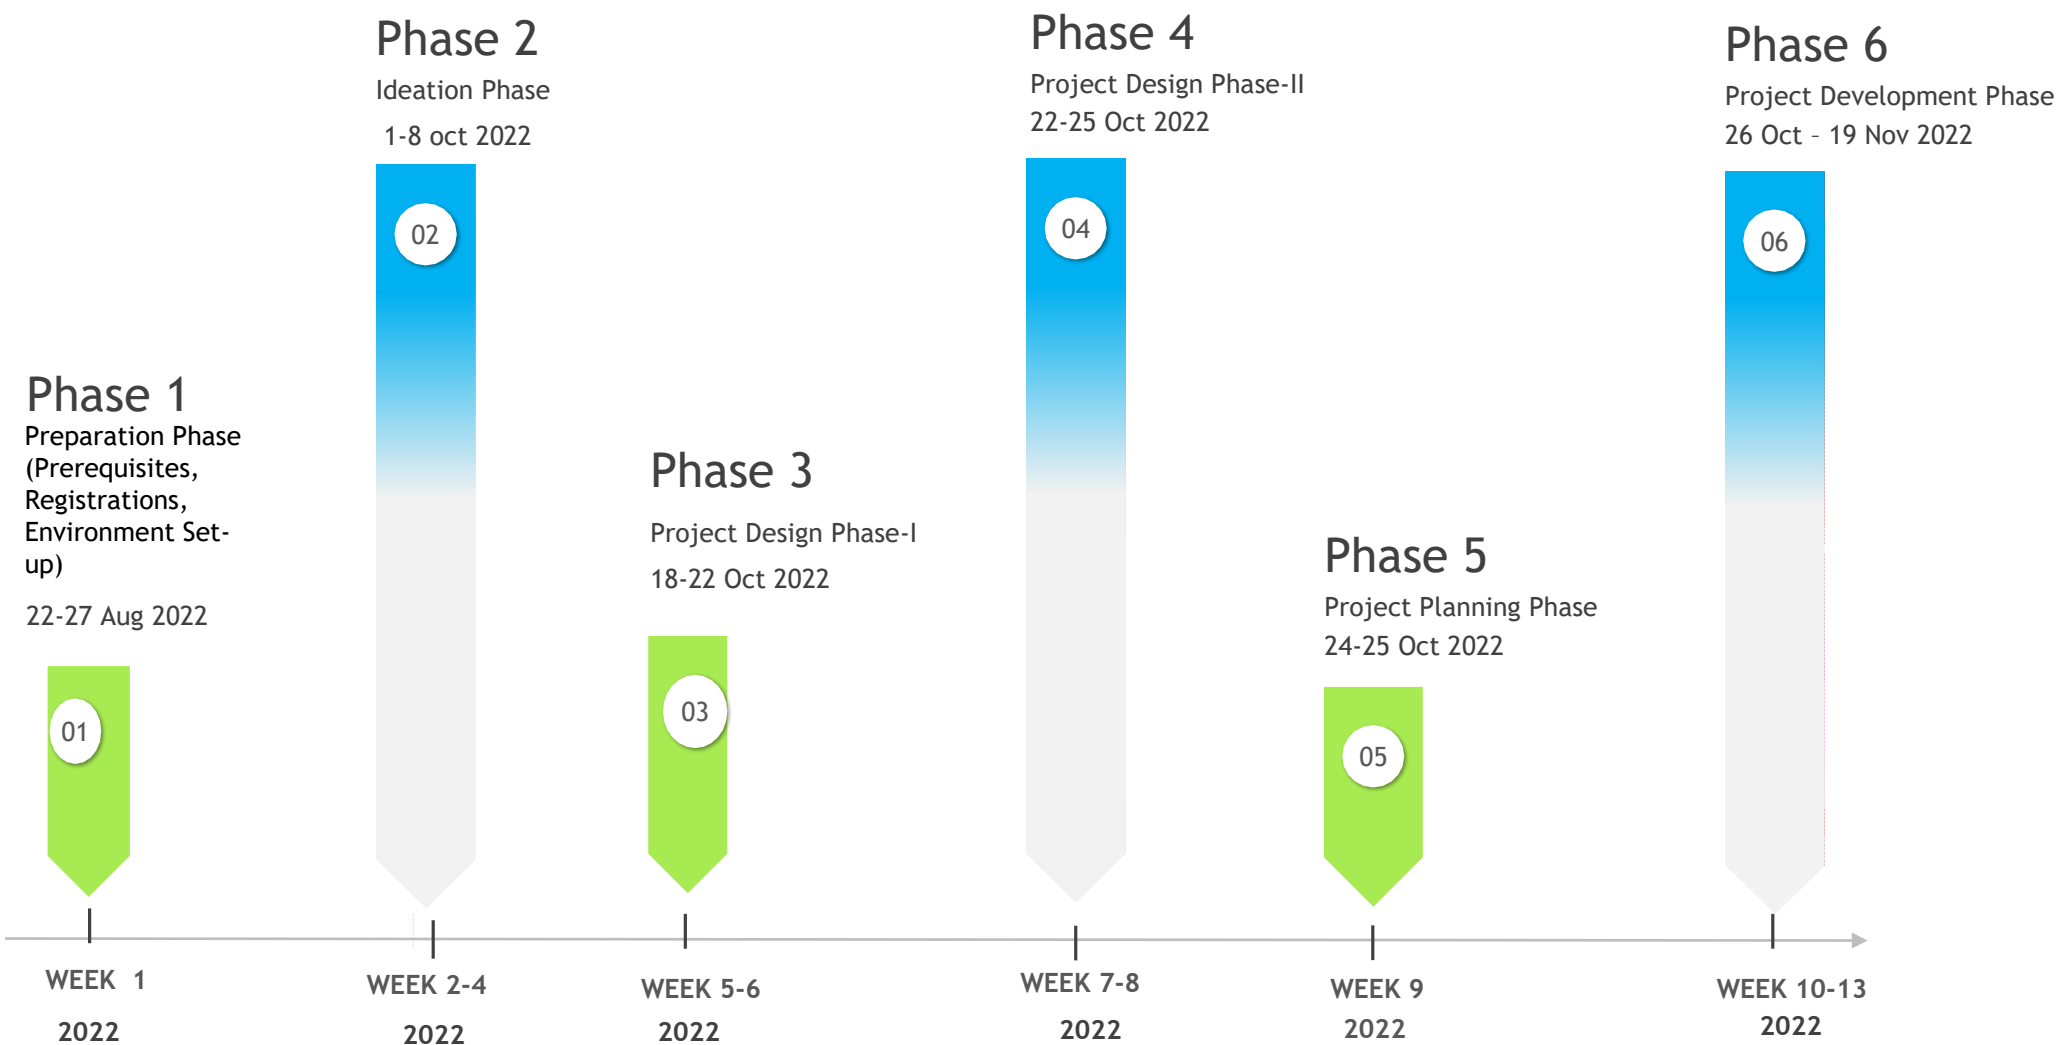 Phase 1
Preparation Phase
(Prerequisites,
Registrations,
Environment Set-
up)
22-27 Aug 2022
01
WEEK  1
2022
Phase 2
Ideation Phase
1-8 oct 2022
02
WEEK 2-4
2022
Phase 3
Project Design Phase-I
18-22 Oct 2022
03
WEEK 5-6
2022
Phase 4
Project Design Phase-II
22-25 Oct 2022
04
WEEK 7-8
2022
Phase 5
Project Planning Phase
24-25 Oct 2022
05
WEEK 9
2022
Phase 6
Project Development Phase
26 Oct – 19 Nov 2022
06
WEEK 10-13
2022